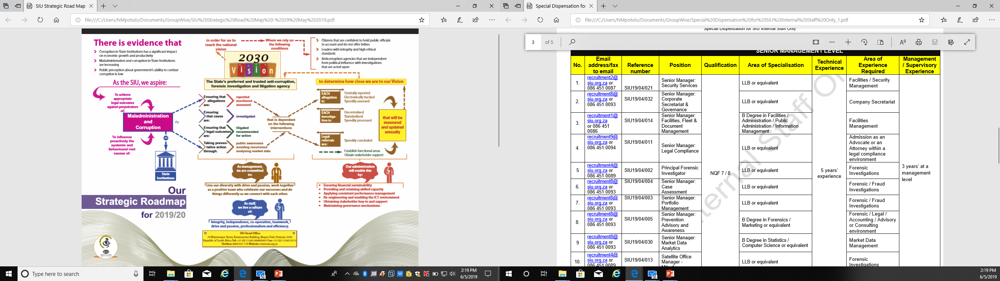 SIU Strategic Road Map
file:///C:/Users/NMpotulo/Documents/GroupWise/SIU%20Strategic%20Road%20Map%20-%2029%20May%202019.pdf
There is evidence that
Corruption in State Institutions has a significant impact
on economic growth and productivity
Maladministration and corruption in State Institutions
are increasing
Public perception about government's ability to combat
corruption is low
in order for us to
reach the national
vision
Where we rely on
the following
conditions
Citizens that are confident to hold public officials
to account and do not offer bribes
Leaders with integrity and high ethical
standards
Anticorruption agencies that are independent
from political influence with investigations
that are acted upon
2030
Vision
The State's preferred and trusted anti-corruption,
forensic investigation and litigation agency
to determine how close we are to our Vision
As the SIU, we aspire:
To achieve
appropriate
legal outcomes
against perpetrators
of:
Maladministration
and
Corruption
To influence
proactively the
systemic and
behavioural root
causes of:
by
at
State
Institutions
Ensuring that
allegations
are:
reported
monitored
assessed
Ensuring
that cases
are:
investigated
Ensuring that
legal outcomes
are:
litigated
recommended
for action
Taking preven-
tative action
through:
public awareness
avoiding recurrence
analysing market data
that is dependent
on the following
interventions
EACH
allegation
is:
Centrally reported
Electronically tracked
Speedily assessed
EACH
investiga-
tion is:
Decentralised
Standardised
Speedily processed
Legal
referrals
are:
Speedily concluded
Establish functional areas
Obtain stakeholder support
that will be
measured
and updated
annually
As management,
we are committed
to:
Live our diversity with drive and passion, work together
as a positive team who celebrate our successes and do
things differently as we connect with each other.
Our administration
will enable this
by:
Ensuring financial sustainability
Providing and retaining skilled capacity
Applying consistent performance management
Re-engineering and enabling the ICT environment
Obtaining stakeholder buy-in and support
Maintaining governance mechanisms
As staff,
we live a culture
of:
Integrity, independence, co-operation, teamwork,
drive and passion, professionalism and efficiency.
Our
Strategic Roadmap
for 2019/20
SIU Head Office
74 Watermeyer Street, Rentmeester Building, Meyers Park, Pretoria, 0184
Republic of South Africa Tel: +27 (0) 12 843 0000/0001 Fax: +27 (0) 12 843 0115
Hotline: 0800 037 774 Website: www.siu.org.za
SIU
Type here to search
50
2:19 PM
6/5/2019
Special Dispensation for
file:///C:/Users/NMpotulo/Documents/GroupWise/Special%20Dispensation%20for%20SIU%20Internal%20Staff%20Only_1.pdf
Special Dispensation for SIU Internal Staff Only
3 of 5
SENIOR MANAGEMENT LEVEL
No. Email address/fax to email Reference number Position Qualification Area of Specialisation Technical Experience Area of Experience Required Management / Supervisory Experience
1. recruitment2@siu.org.za or 086 451 0087 SIU19/04/021 Senior Manager: Security Services LLB or equivalent Facilities / Security Management
2. recruitment8@siu.org.za or 086 451 0093 SIU19/04/032 Senior Manager: Corporate Secretariat & Governance LLB or equivalent Company Secretariat
3. recruitment1@siu.org.za or 086 451 0086 SIU19/04/014 Senior Manager: Facilities, Fleet & Document Management B Degree in Facilities / Administration / Public Administration / Information Management Facilities Management
4. recruitment9@siu.org.za or 086 451 0094 SIU19/04/011 Senior Manager: Legal Compliance LLB or equivalent Admission as an Advocate or an Attorney within a legal compliance environment
5 recruitment4@siu.org.za or 086 451 0089 SIU19/04/002 Principal Forensic Investigator NQF 7 / 8 LLB or equivalent 5 years' experience Forensic Investigations 3 years' at a management level
6. recruitment8@siu.org.za or 086 451 0093 SIU19/04/004 Senior Manager: Case Assessment LLB or equivalent Forensic / Fraud Investigations
7. recruitment8@siu.org.za or 086 451 0093 SIU19/04/003 Senior Manager: Portfolio Management LLB or equivalent Forensic / Fraud Investigations
8. recruitment8@siu.org.za or 086 451 0093 SIU19/04/005 Senior Manager: Prevention Advisory and Awareness B Degree in Forensics / Marketing or equivalent Forensic / Legal / Accounting / Advisory or Consulting environment
9 recruitment8@siu.org.za or 086 451 0093 SIU19/04/030 Senior Manager: Market Data Analytics B Degree in Statistics / Computer Science or equivalent Market Data Management
10. recruitment4@siu.org.za or 086 451 0089 SIU19/04/013 Satellite Office Manager - LLB or equivalent Forensic Investigations
ternal Staff O
50
2:19 PM
6/5/2019